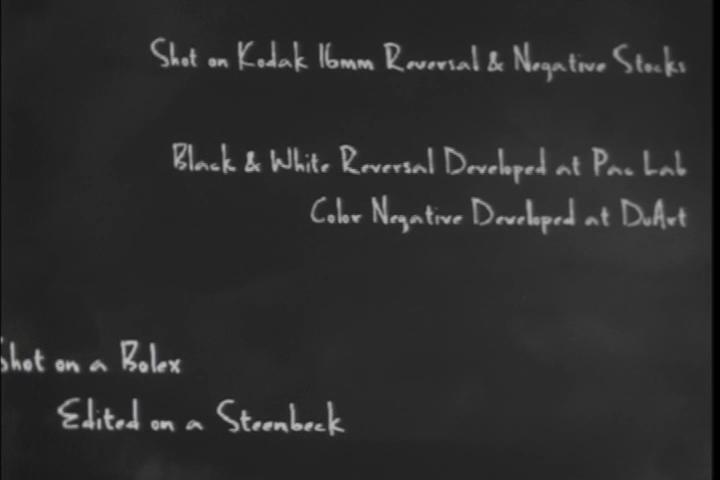 Shot on Kodak 16mm Reversal & Negative Stocks
Black & White Reversal Developed at Pac Lab
Color Negative Developed at DuArt
Shot on a Bolex
Edited on a Steenbeck